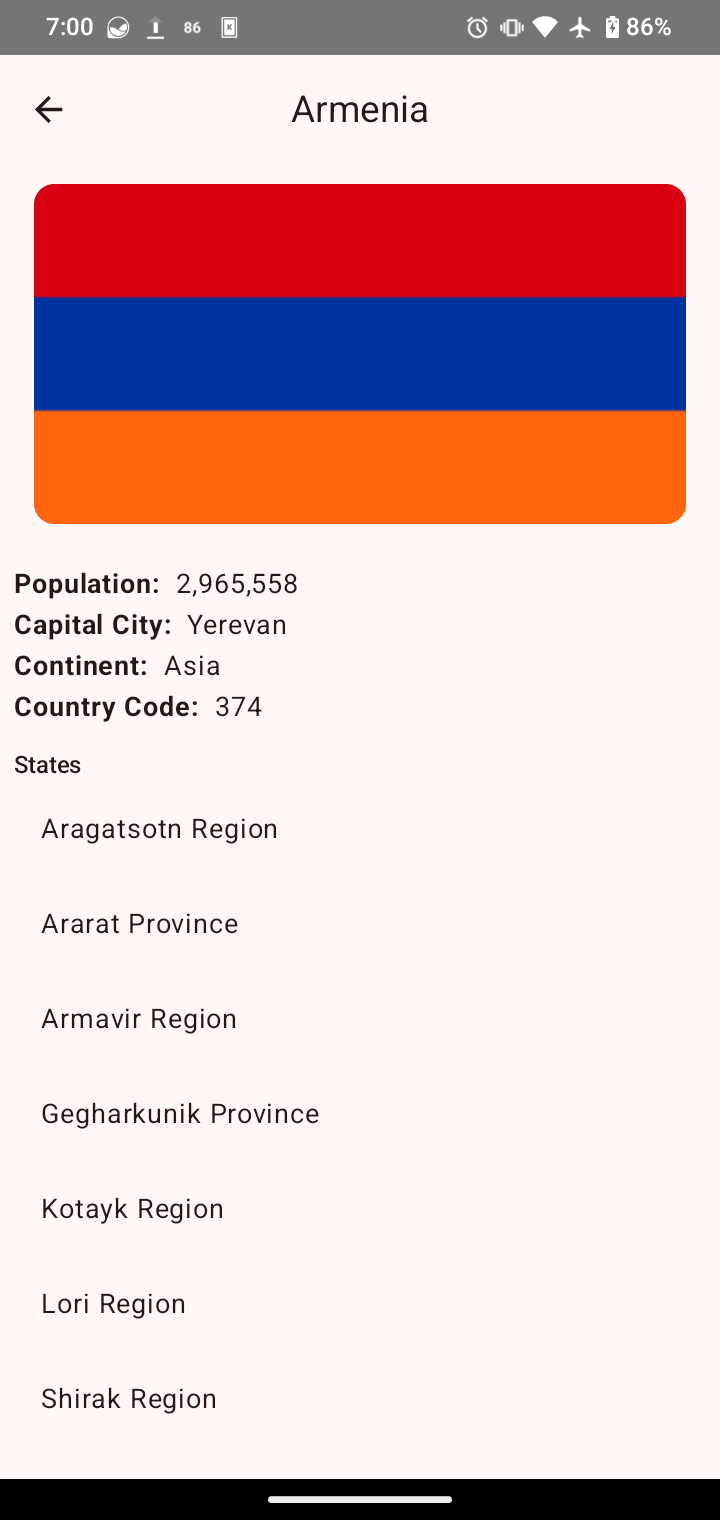 7:00 86 K 86%
Armenia
Population: 2,965,558
Capital City: Yerevan
Continent: Asia
Country Code: 374
States
Aragatsotn Region
Ararat Province
Armavir Region
Gegharkunik Province
Kotayk Region
Lori Region
Shirak Region